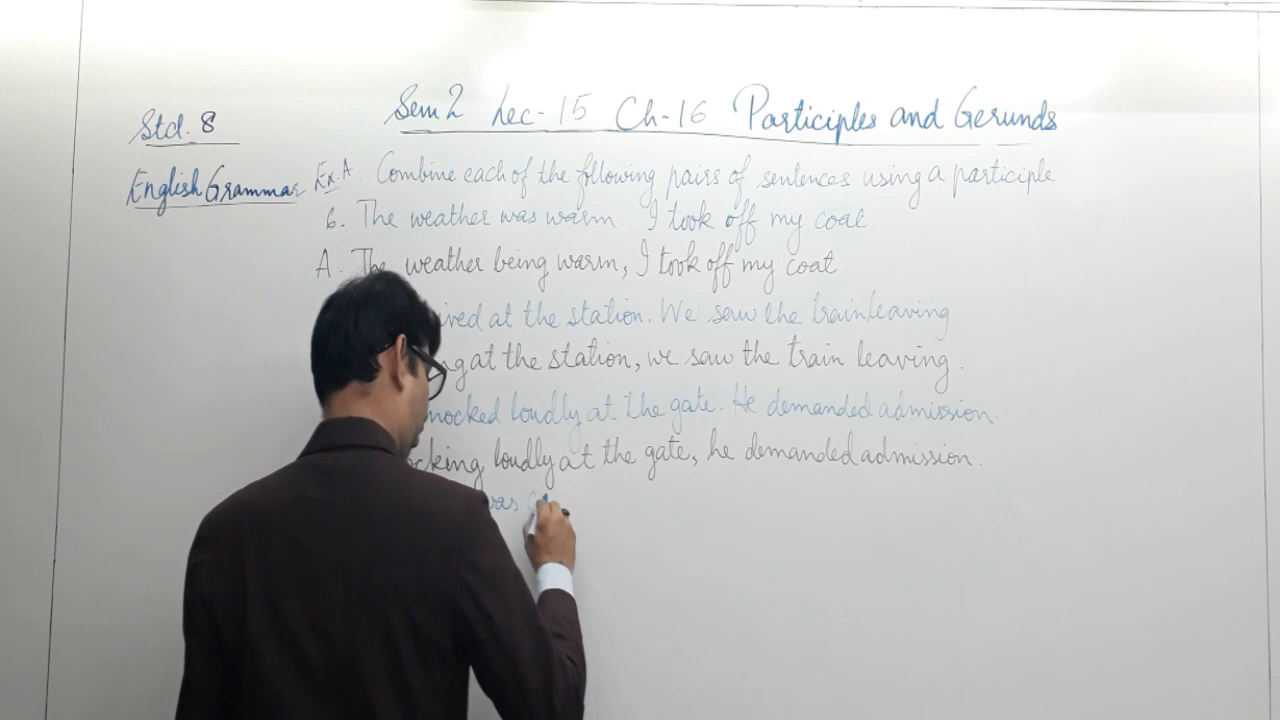 Sem 2 Lec-15 Ch-16 Participles and Gerunds
Std. 8
English Grammar
Ex. A. Combine each of the following pairs of sentences using a participle
6. The weather was warm. I took off my coat.
A. The weather being warm, I took off my coat.
ived at the station. We saw the train leaving
g at the station, we saw the train leaving.
nocked loudly at the gate. He demanded admission.
ocking loudly at the gate, he demanded admission.
was